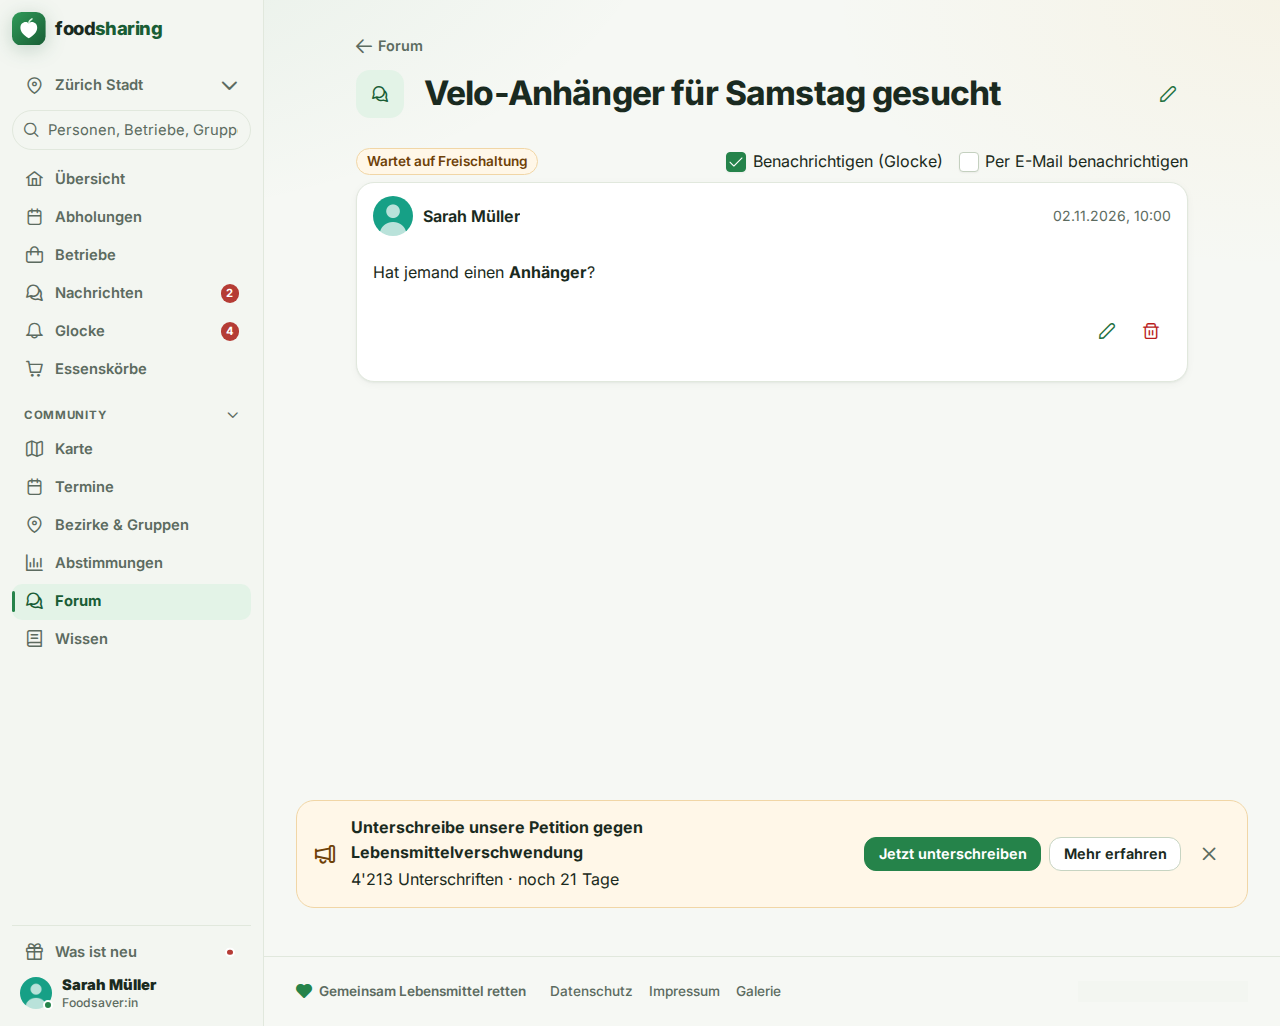 foodsharing
Zürich Stadt
Personen, Betriebe, Grupp
Übersicht
Abholungen
Betriebe
Nachrichten 2
Glocke 4
Essenskörbe
COMMUNITY
Karte
Termine
Bezirke & Gruppen
Abstimmungen
Forum
Wissen
Was ist neu
Sarah Müller
Foodsaver:in
Forum
Velo-Anhänger für Samstag gesucht
Wartet auf Freischaltung Benachrichtigen (Glocke) Per E-Mail benachrichtigen
Sarah Müller 02.11.2026, 10:00
Hat jemand einen Anhänger?
Unterschreibe unsere Petition gegen
Lebensmittelverschwendung
4'213 Unterschriften · noch 21 Tage
Jetzt unterschreiben Mehr erfahren
Gemeinsam Lebensmittel retten Datenschutz Impressum Galerie